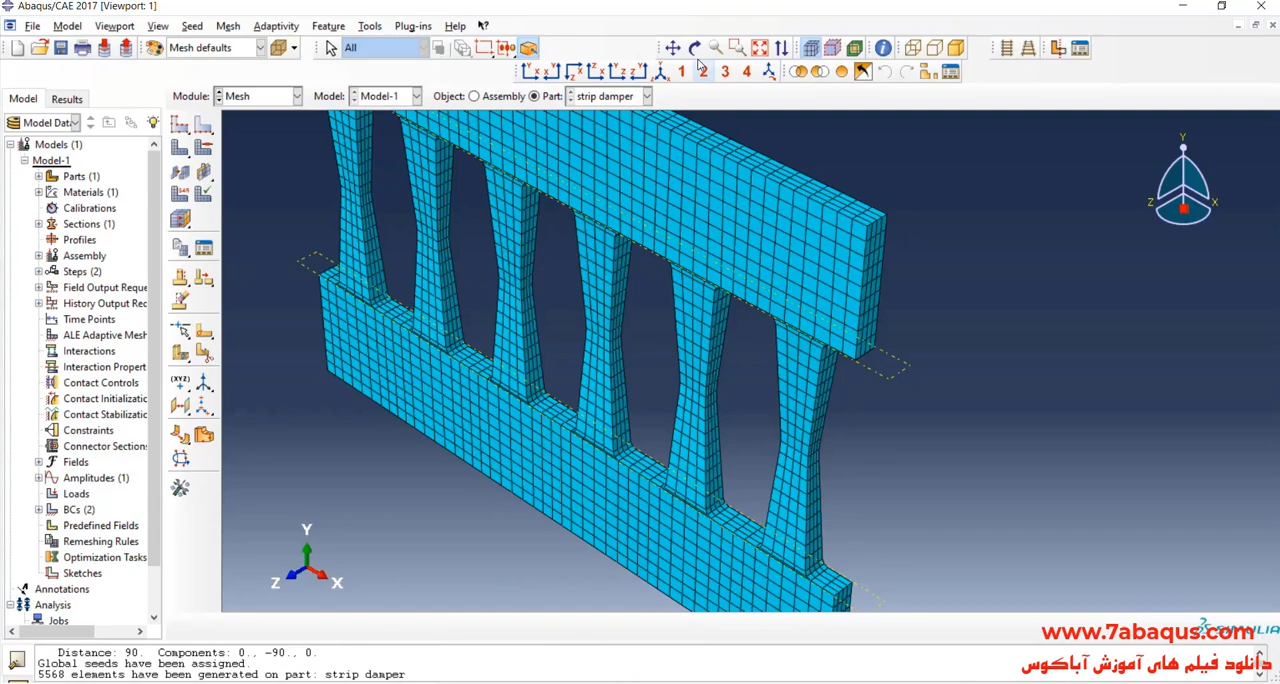 Abaqus/CAE 2017 [Viewport: 1]
File Model Viewport View Seed Mesh Adaptivity Feature Tools Plug-ins Help
Mesh defaults All
1 2 3 4
Model Results Module: Mesh Model: Model-1 Object: Assembly Part: strip damper
Model Dat
Models (1)
Model-1
Parts (1)
Materials (1)
Calibrations
Sections (1)
Profiles
Assembly
Steps (2)
Field Output Reque
History Output Rec
Time Points
ALE Adaptive Mesh
Interactions
Interaction Propert
Contact Controls
Contact Initializatio
Contact Stabilizatio
Constraints
Connector Sections
Fields
Amplitudes (1)
Loads
BCs (2)
Predefined Fields
Remeshing Rules
Optimization Tasks
Sketches
Annotations
Analysis
Jobs
Y
Z X
Y
Z X
SIMULIA
www.7abaqus.com
دانلود فیلم های آموزش آباکوس
Distance: 90. Components: 0., -90., 0.
Global seeds have been assigned.
5568 elements have been generated on part: strip damper